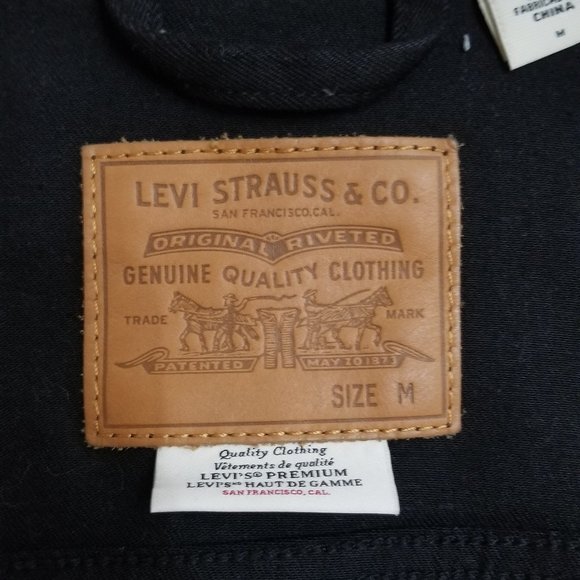 CHINA
M
LEVI STRAUSS & CO.
SAN FRANCISCO,CAL.
ORIGINAL RIVETED
GENUINE QUALITY CLOTHING
TRADE MARK
PATENTED MAY 20 1873
SIZE M
Quality Clothing
Vêtements de qualité
LEVI'S® PREMIUM
LEVI'S MD HAUT DE GAMME
SAN FRANCISCO, CAL.